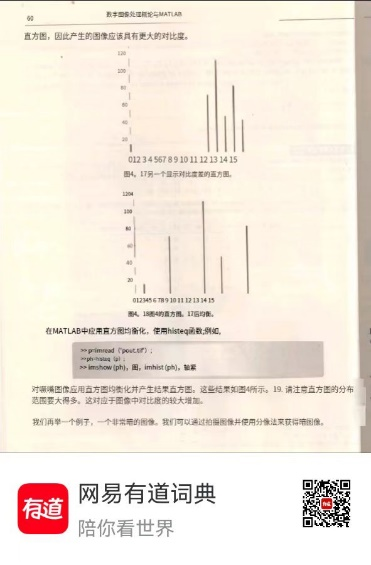 60
数字图像处理概论与MATLAB
直方图，因此产生的图像应该具有更大的对比度。
120
100
80
60
40
20
012 3 4 567 8 9 10 11 12 13 14 15
图4。17另一个显示对比度差的直方图。
1204
100
80
60
40
20
012345 6 78 9 10 11 12 13 14 15
图4。18图4的直方图。17后均衡。
在MATLAB中应用直方图均衡化，使用histeq函数;例如,
>> p=imread（'pout.tif'）;
>>ph=histeq（p）;
>> imshow (ph)，图，imhist (ph)，轴紧
对噘嘴图像应用直方图均衡化并产生结果直方图。这些结果如图4所示。19. 请注意直方图的分布
范围要大得多。这对应于图像中对比度的较大增加。
我们再举一个例子，一个非常暗的图像。我们可以通过拍摄图像并使用分像法来获得暗图像。
有道
网易有道词典
陪你看世界